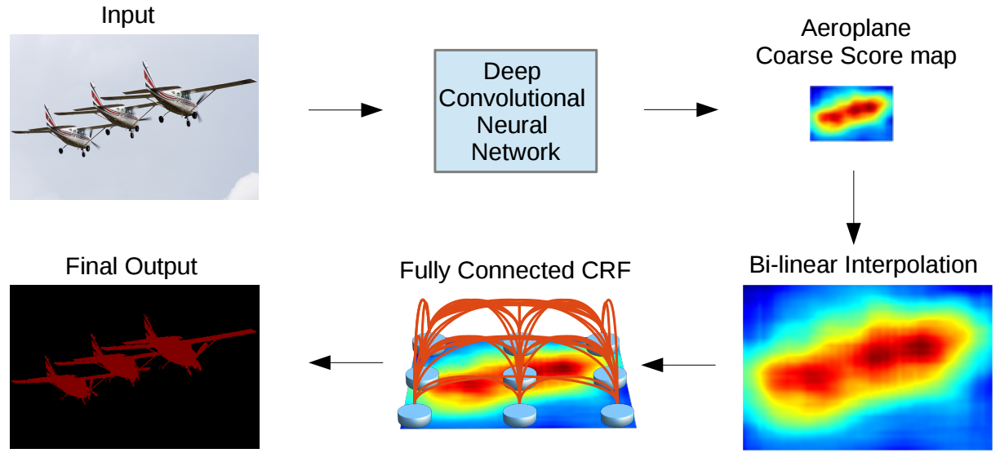 Input
Deep
Convolutional
Neural
Network
Aeroplane
Coarse Score map
Bi-linear Interpolation
Fully Connected CRF
Final Output